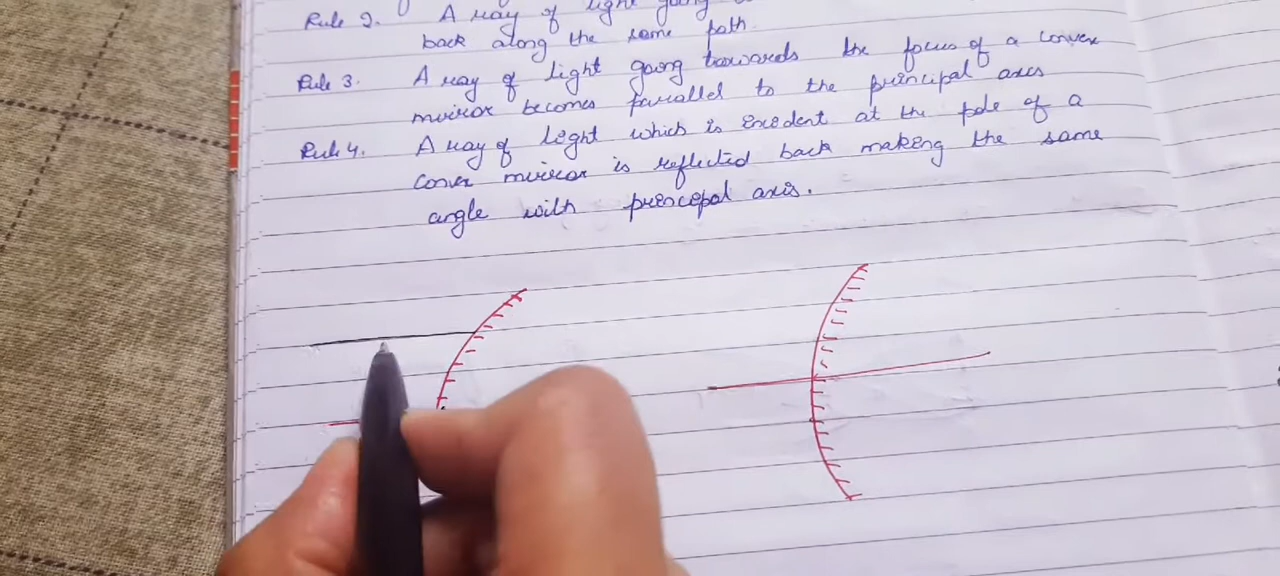 Rule 2. A ray of light going
back along the same path.
Rule 3. A ray of light going towards the focus of a convex
mirror becomes parallel to the principal axis
Rule 4. A ray of light which is incident at the pole of a
convex mirror is reflected back making the same
angle with principal axis.